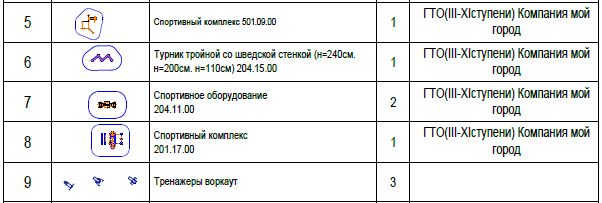 5 Спортивный комплекс 501.09.00 1 ГТО(III-XIступени) Компания мой
город
6 Турник тройной со шведской стенкой (н=240см.
н=200см. н=110см) 204.15.00 1 ГТО(III-XIступени) Компания мой
город
7 Спортивное оборудование
204.11.00 2 ГТО(III-XIступени) Компания мой
город
8 Спортивный комплекс
201.17.00 1 ГТО(III-XIступени) Компания мой
город
9 Тренажеры воркаут 3